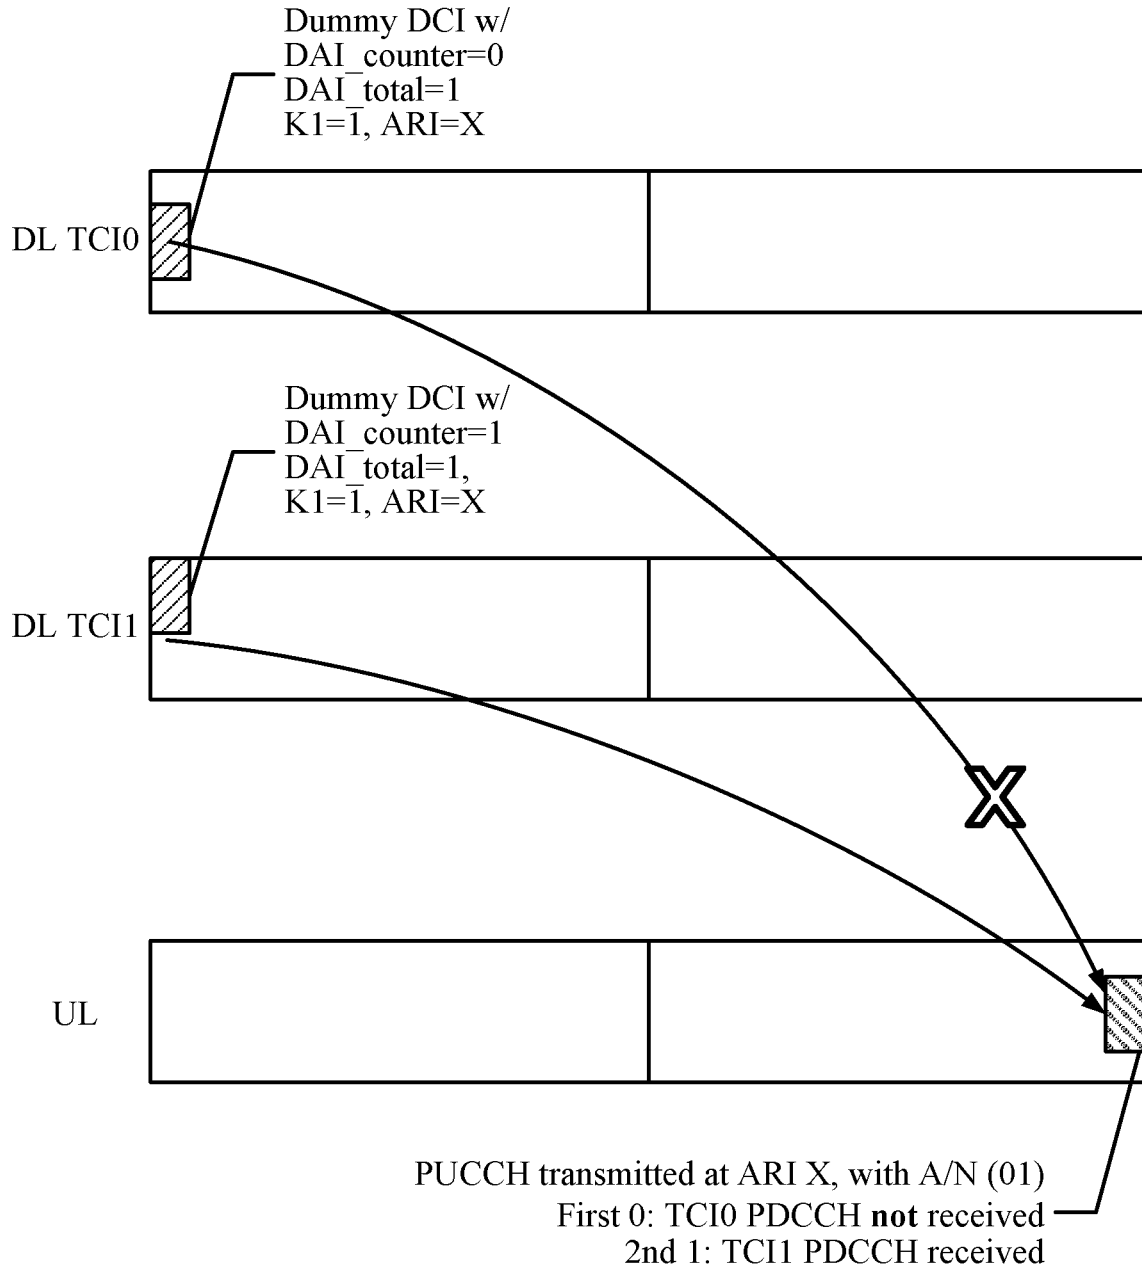 Dummy DCI w/
DAI_counter=0
DAI_total=1
K1=1, ARI=X
DL TCI0
Dummy DCI w/
DAI_counter=1
DAI_total=1,
K1=1, ARI=X
DL TCI1
X
UL
PUCCH transmitted at ARI X, with A/N (01)
First 0: TCI0 PDCCH not received
2nd 1: TCI1 PDCCH received